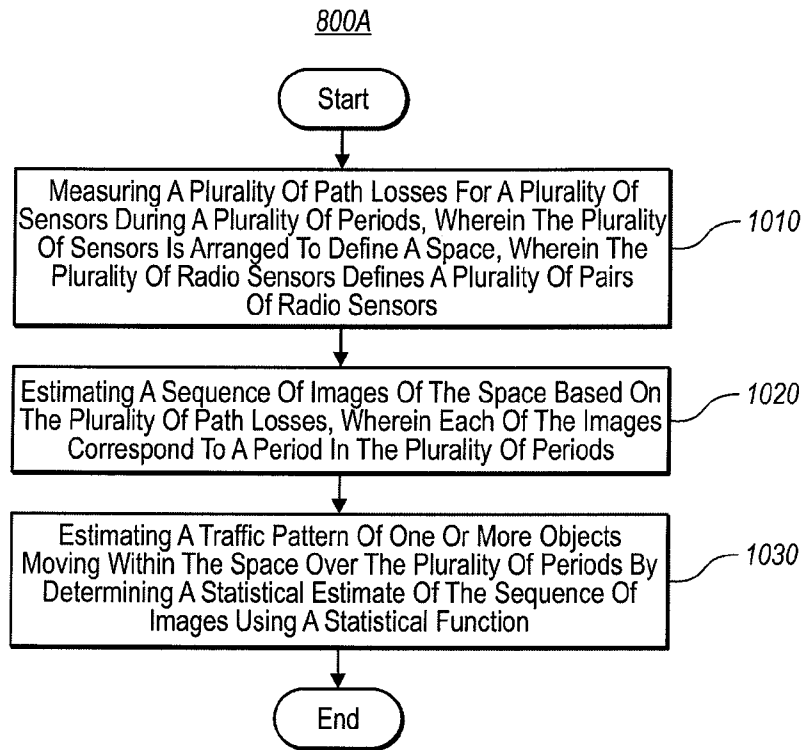 800A
Start
Measuring A Plurality Of Path Losses For A Plurality Of
Sensors During A Plurality Of Periods, Wherein The Plurality
Of Sensors Is Arranged To Define A Space, Wherein The
Plurality Of Radio Sensors Defines A Plurality Of Pairs
Of Radio Sensors
1010
Estimating A Sequence Of Images Of The Space Based On
The Plurality Of Path Losses, Wherein Each Of The Images
Correspond To A Period In The Plurality Of Periods
1020
Estimating A Traffic Pattern Of One Or More Objects
Moving Within The Space Over The Plurality Of Periods By
Determining A Statistical Estimate Of The Sequence Of
Images Using A Statistical Function
1030
End